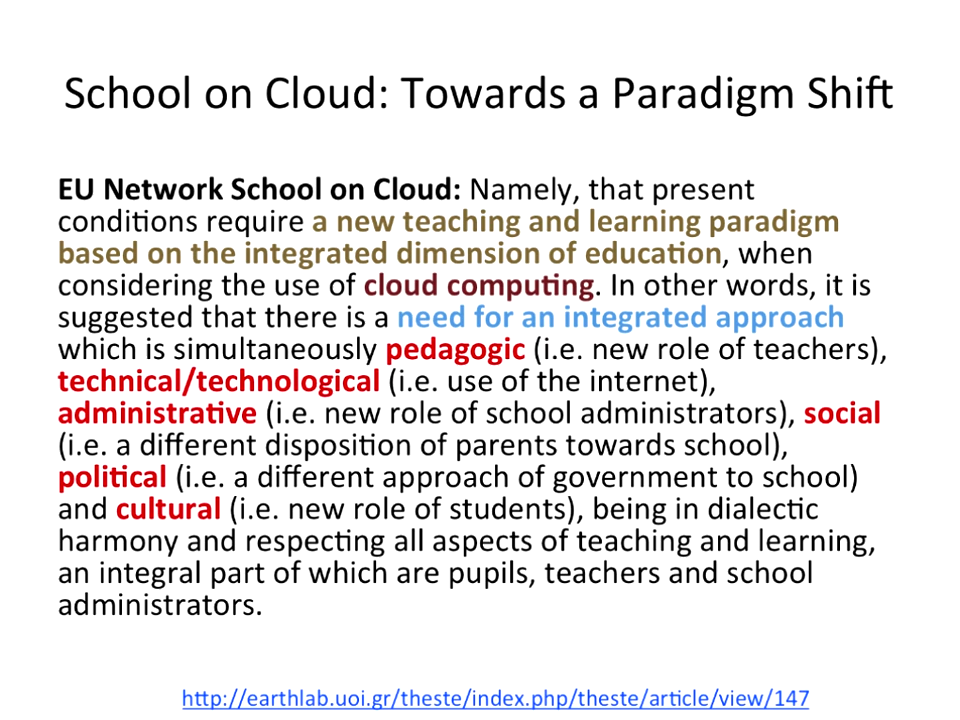 School on Cloud: Towards a Paradigm Shift
EU Network School on Cloud: Namely, that present
conditions require a new teaching and learning paradigm
based on the integrated dimension of education, when
considering the use of cloud computing. In other words, it is
suggested that there is a need for an integrated approach
which is simultaneously pedagogic (i.e. new role of teachers),
technical/technological (i.e. use of the internet),
administrative (i.e. new role of school administrators), social
(i.e. a different disposition of parents towards school),
political (i.e. a different approach of government to school)
and cultural (i.e. new role of students), being in dialectic
harmony and respecting all aspects of teaching and learning,
an integral part of which are pupils, teachers and school
administrators.
http://earthlab.uoi.gr/theste/index.php/theste/article/view/147